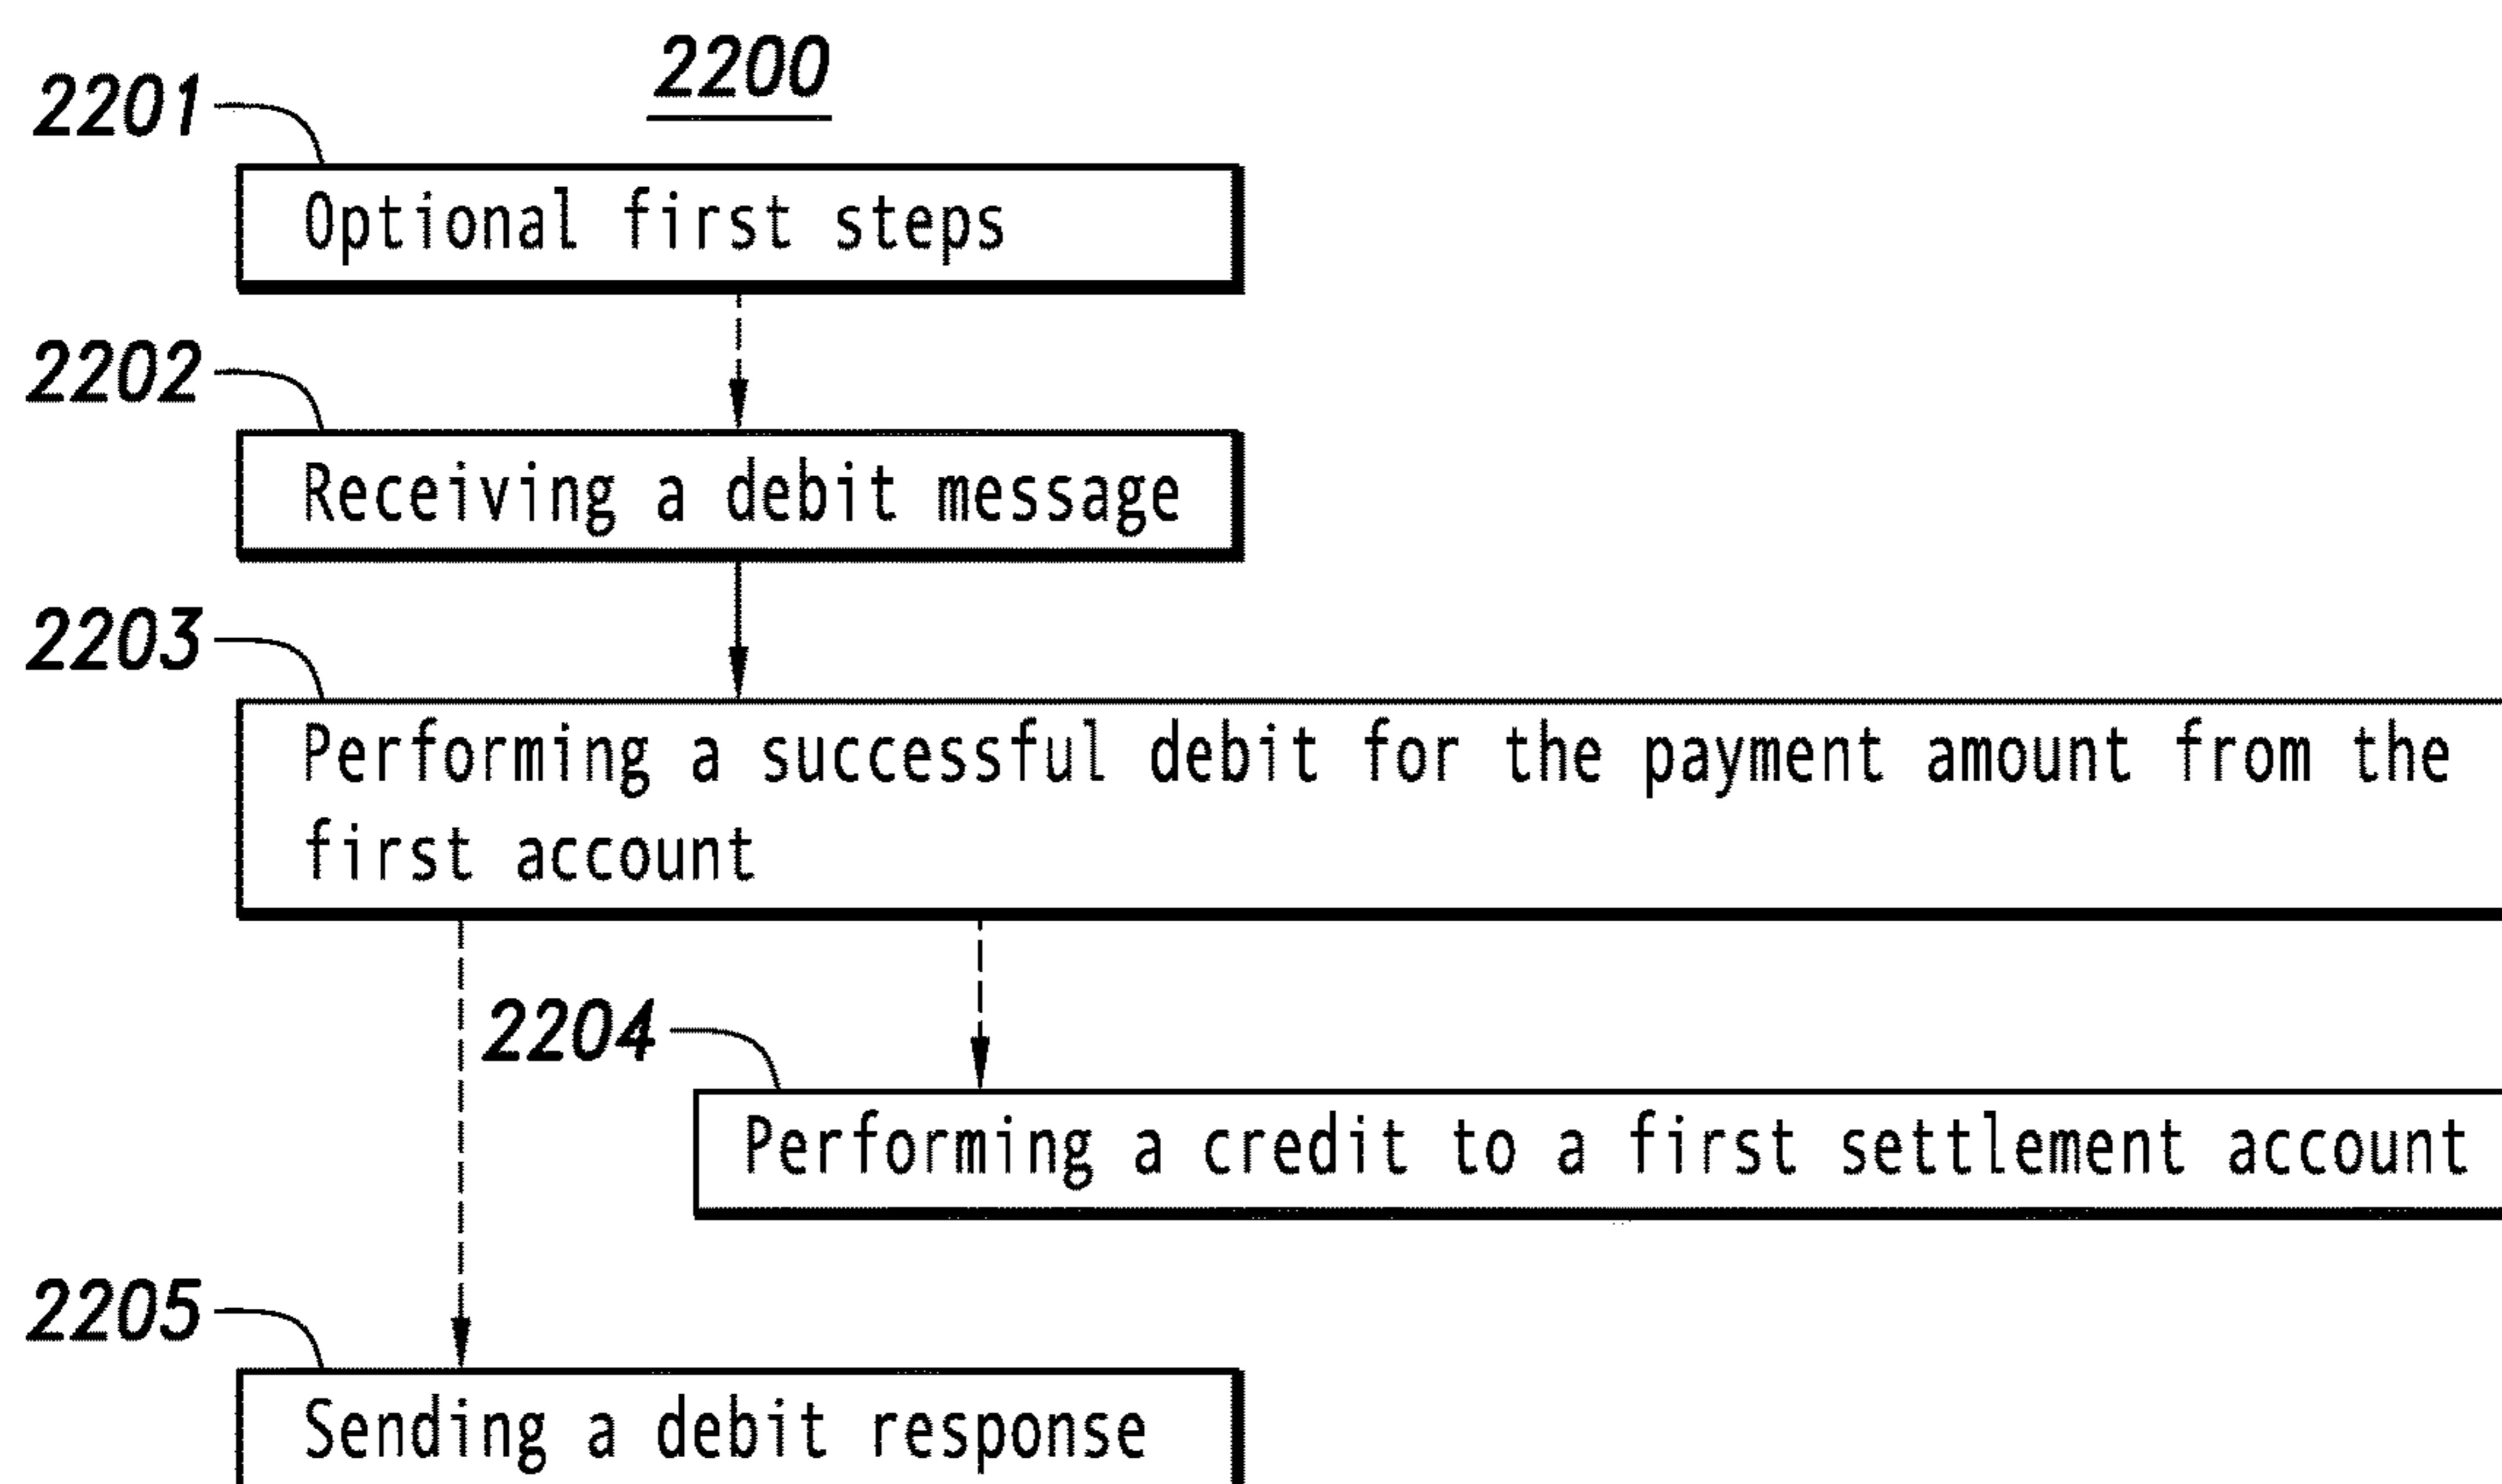 2200
2201
Optional first steps
2202
Receiving a debit message
2203
Performing a successful debit for the payment amount from the
first account
2204
Performing a credit to a first settlement account
2205
Sending a debit response